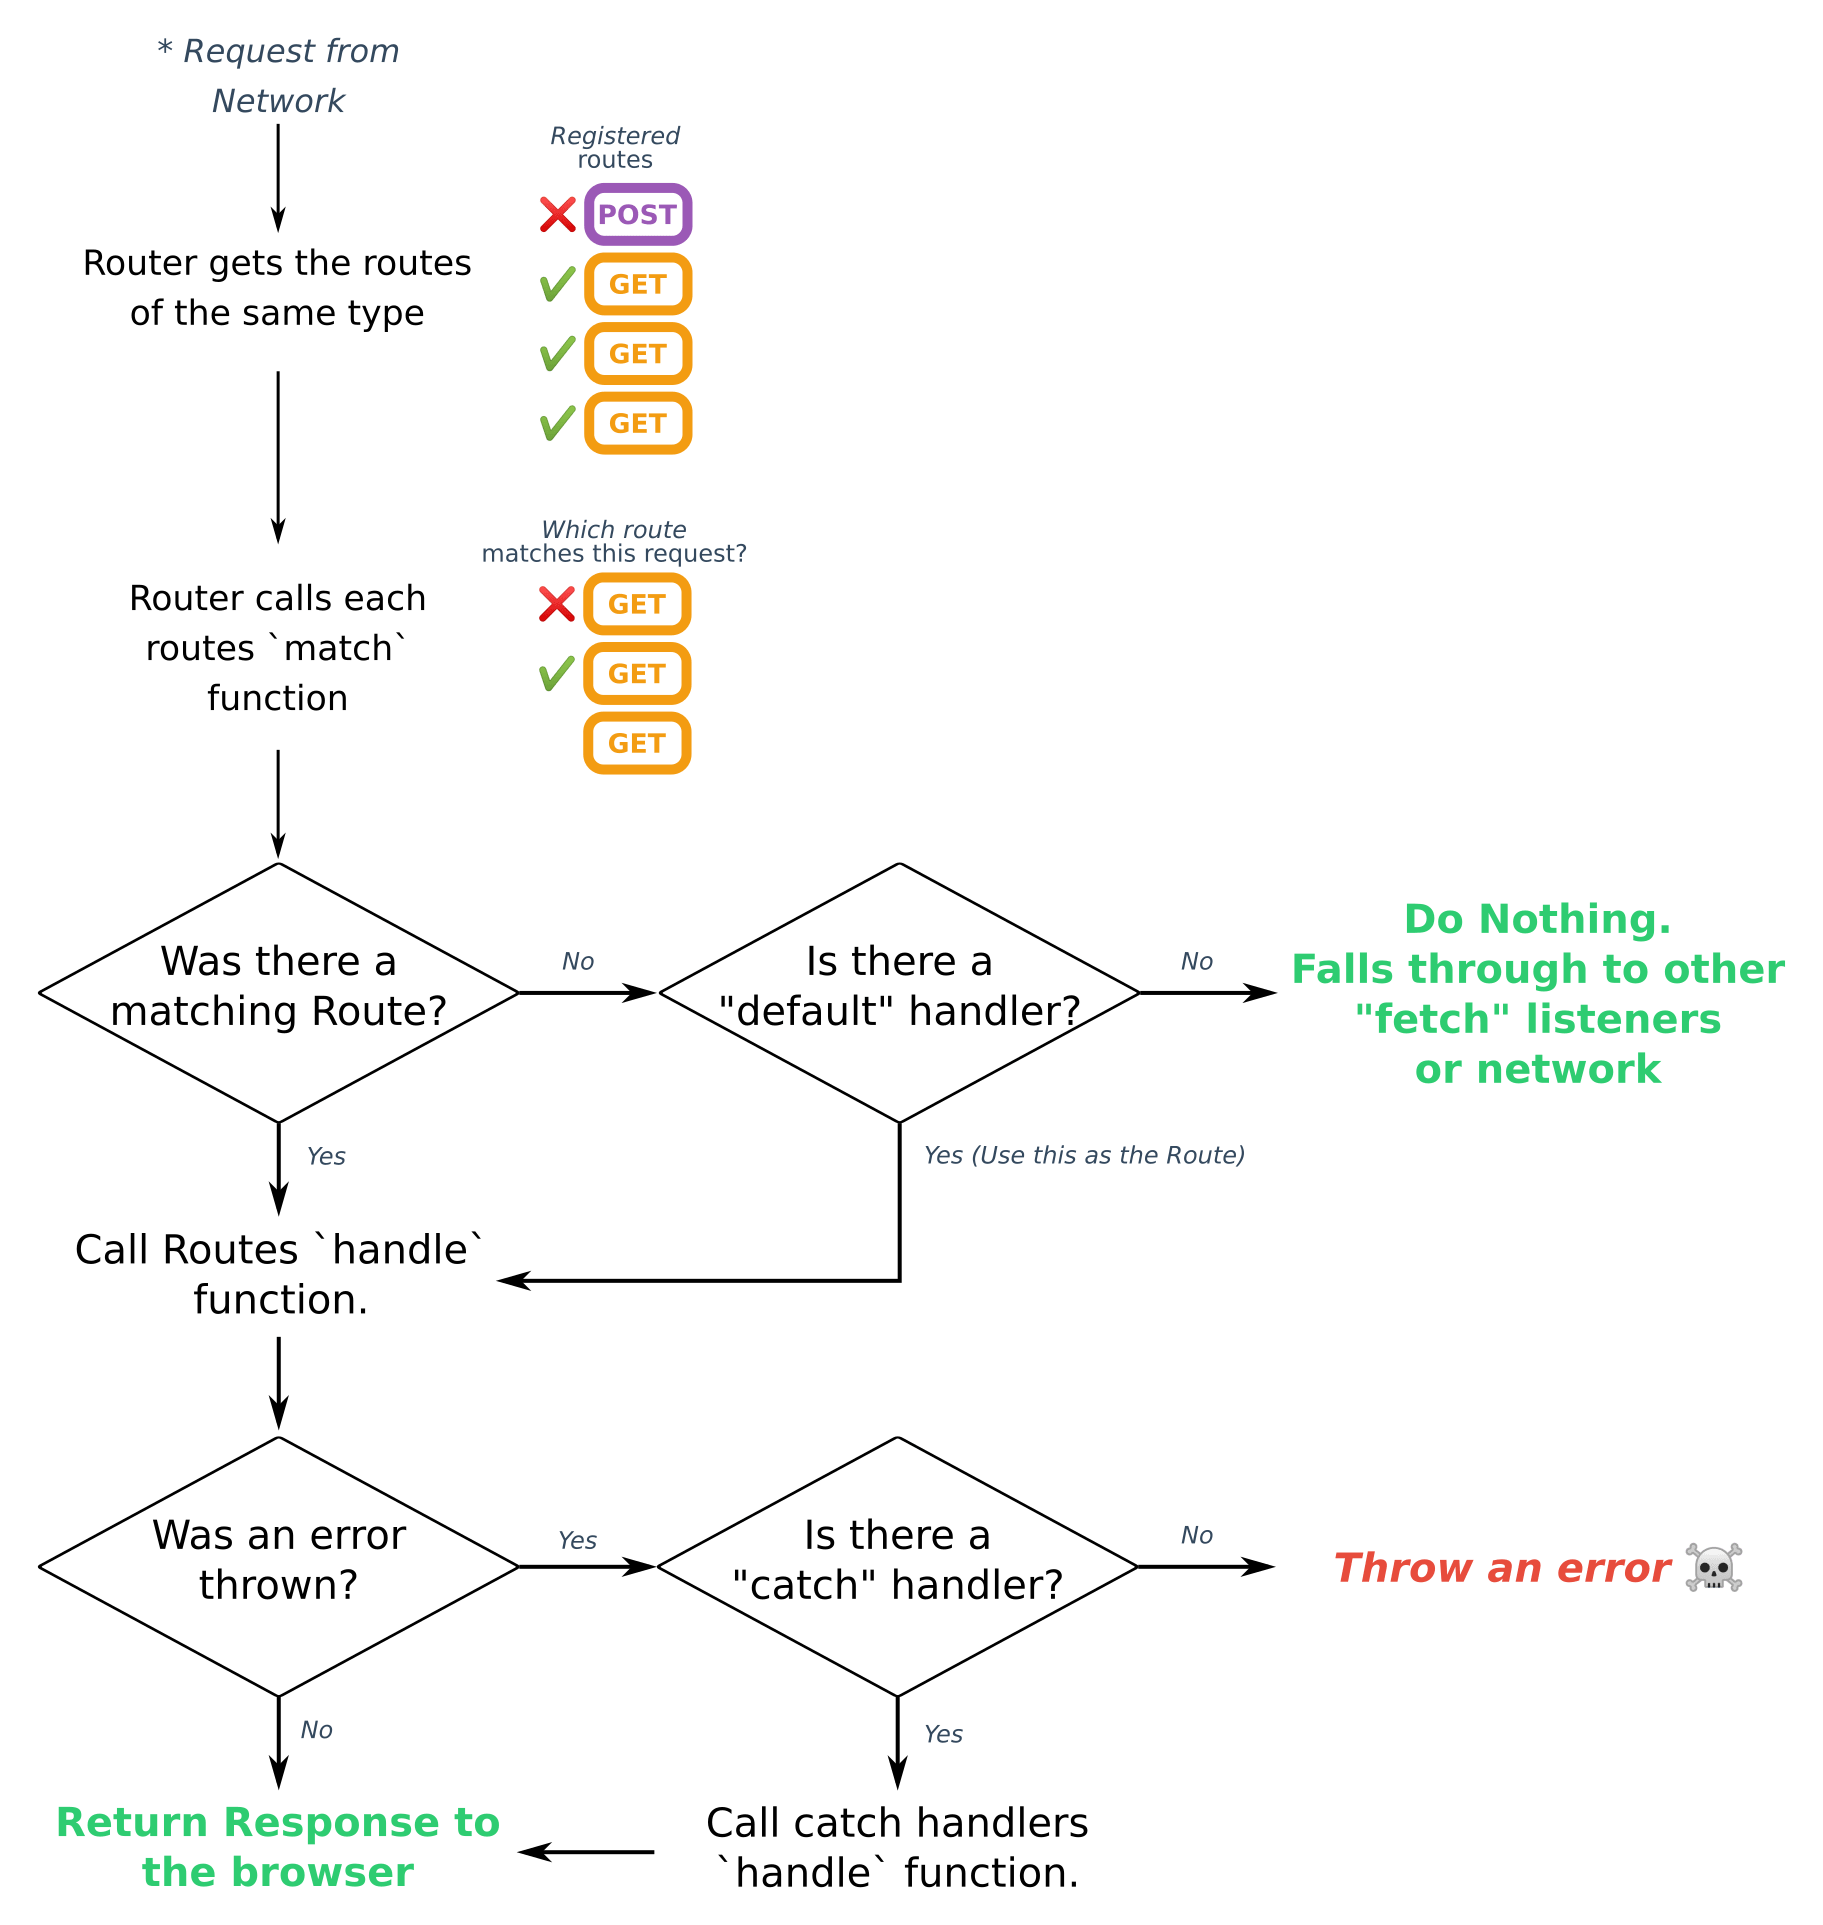 * Request from
Network
Registered
routes
POST
GET
GET
GET
Router gets the routes
of the same type
Which route
matches this request?
GET
GET
GET
Router calls each
routes `match`
function
Was there a
matching Route?
No
Is there a
"default" handler?
No
Do Nothing.
Falls through to other
"fetch" listeners
or network
Yes
Yes (Use this as the Route)
Call Routes `handle`
function.
Was an error
thrown?
Yes
Is there a
"catch" handler?
No
Throw an error
No
Yes
Return Response to
the browser
Call catch handlers
`handle` function.